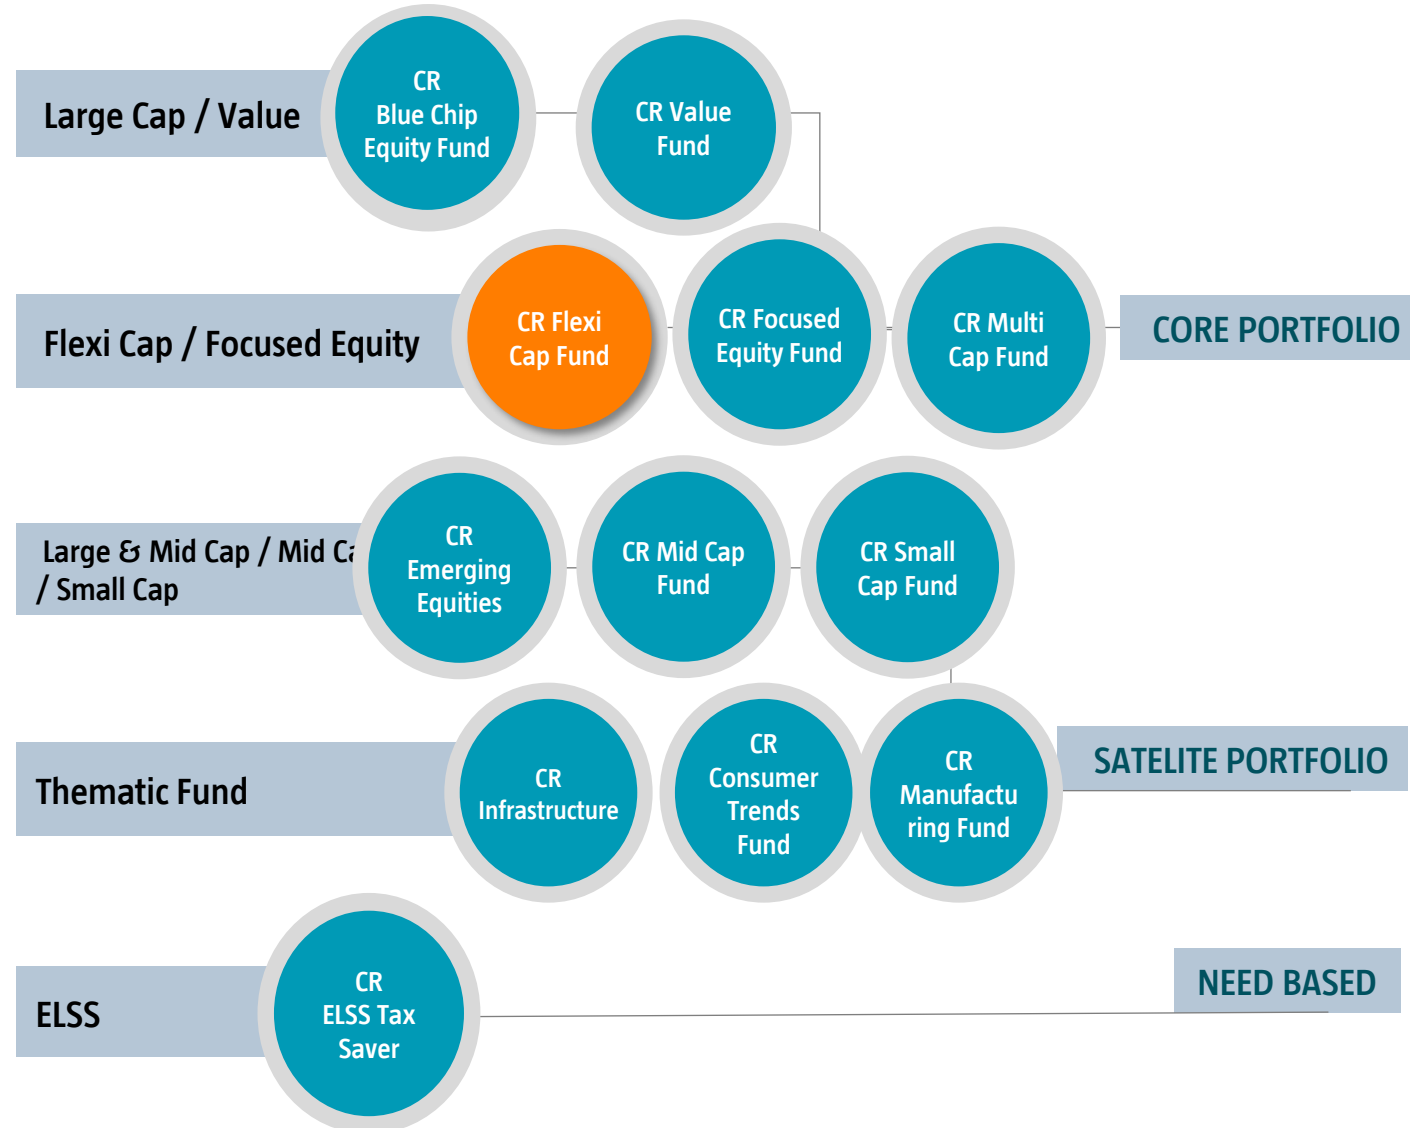 Large Cap / Value
CR
Blue Chip
Equity Fund
CR Value
Fund
Flexi Cap / Focused Equity
CR Flexi
Cap Fund
CR Focused
Equity Fund
CR Multi
Cap Fund
CORE PORTFOLIO
Large & Mid Cap / Mid Ca
/ Small Cap
CR
Emerging
Equities
CR Mid Cap
Fund
CR Small
Cap Fund
Thematic Fund
CR
Infrastructure
CR
Consumer
Trends
Fund
CR
Manufactu
ring Fund
SATELITE PORTFOLIO
ELSS
CR
ELSS Tax
Saver
NEED BASED